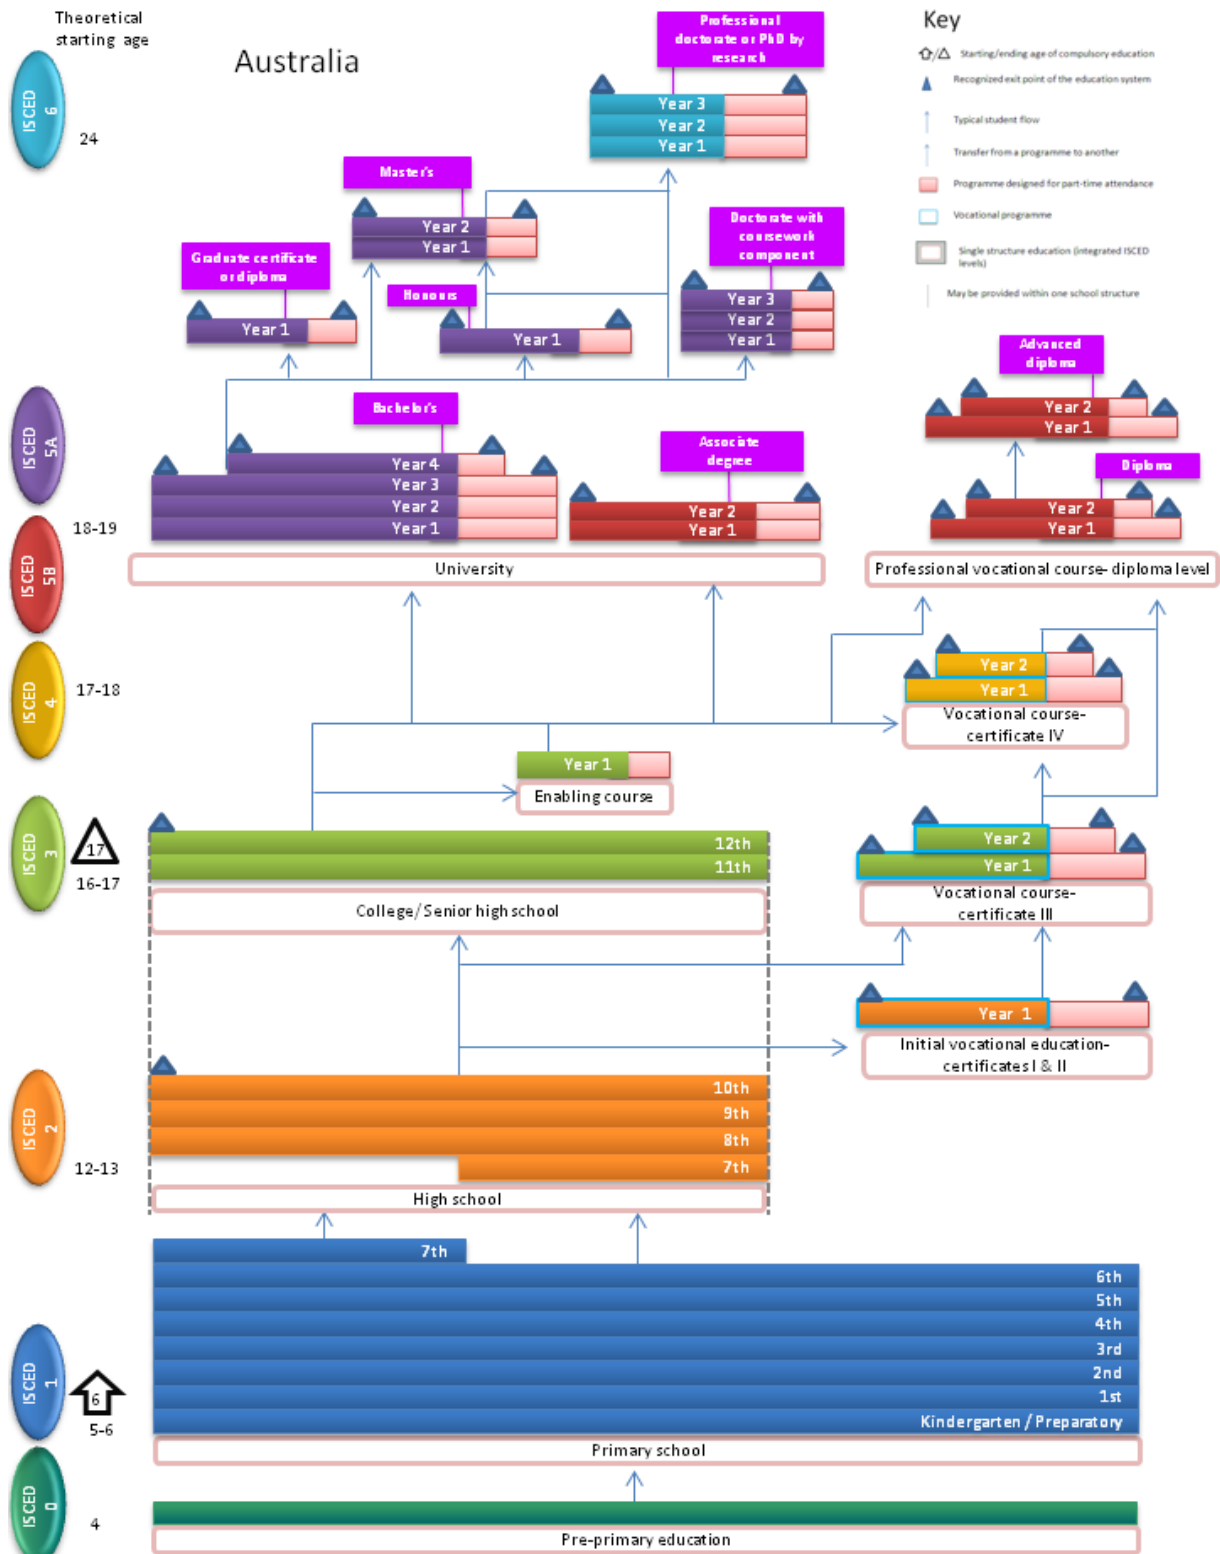 Theoretical
starting age
Australia
Key
Starting/ending age of compulsory education
Recognized exit point of the education system
Typical student flow
Transfer from a programme to another
Programme designed for part-time attendance
Vocational programme
Single structure education (integrated ISCED
levels)
May be provided within one school structure
ISCED
6
24
Professional
doctorate or PhD by
research
Year 3
Year 2
Year 1
Master's
Year 2
Year 1
Doctorate with
coursework
component
Year 3
Year 2
Year 1
Graduate certificate
or diploma
Year 1
Honours
Year 1
Advanced
diploma
Year 2
Year 1
ISCED
5A
Bachelor's
Year 4
Year 3
Year 2
Year 1
Associate
degree
Year 2
Year 1
Diploma
Year 2
Year 1
18-19
ISCED
5B
University
Professional vocational course- diploma level
ISCED
4
17-18
Year 2
Year 1
Vocational course-
certificate IV
Year 1
Enabling course
ISCED
3
17
16-17
12th
11th
College/Senior high school
Year 2
Year 1
Vocational course-
certificate III
Year 1
Initial vocational education-
certificates I & II
ISCED
2
12-13
10th
9th
8th
7th
High school
7th
6th
5th
4th
3rd
2nd
1st
Kindergarten / Preparatory
ISCED
1
6
5-6
Primary school
ISCED
0
4
Pre-primary education